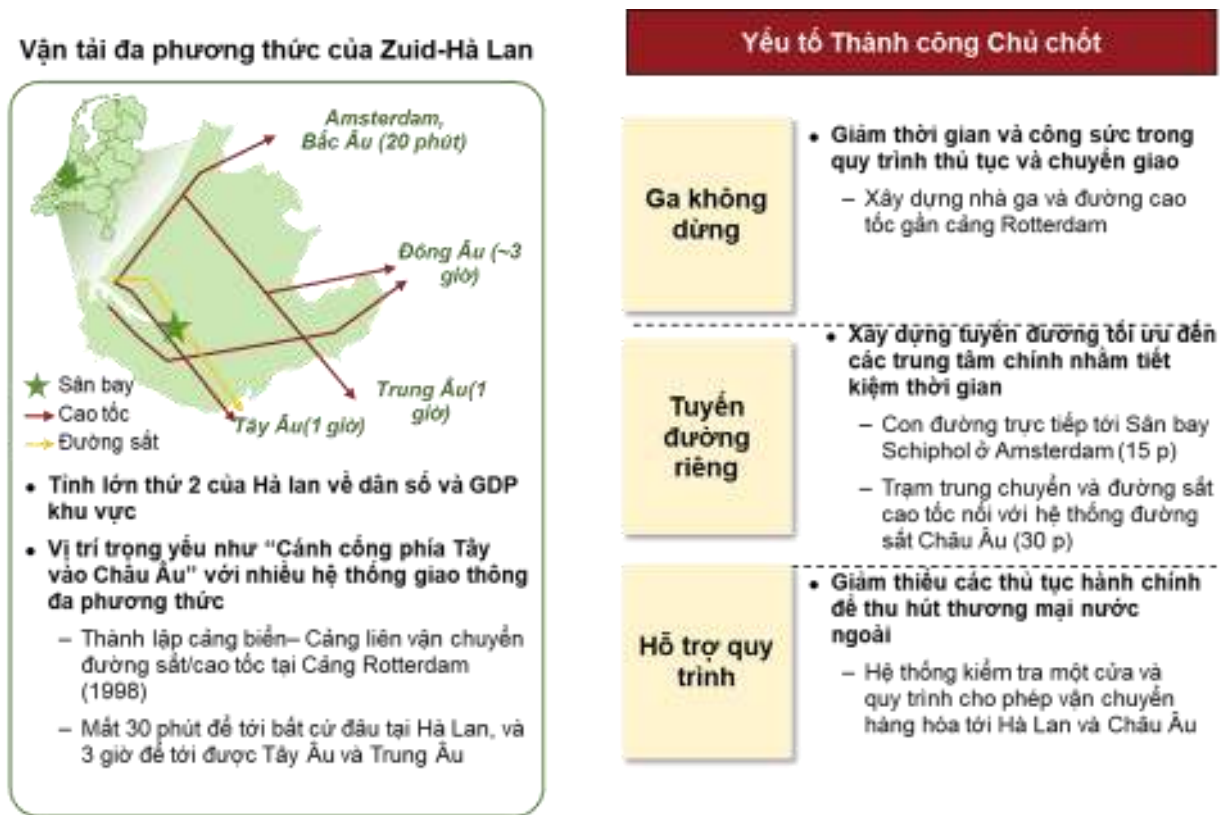 Vận tải đa phương thức của Zuid-Hà Lan
Amsterdam,
Bắc Âu (20 phút)
Đông Âu (~3
giờ)
Trung Âu(1
giờ)
Tây Âu(1 giờ)
Sân bay
Cao tốc
Đường sắt
• Tỉnh lớn thứ 2 của Hà lan về dân số và GDP
khu vực
• Vị trí trọng yếu như “Cánh cổng phía Tây
vào Châu Âu” với nhiều hệ thống giao thông
đa phương thức
– Thành lập cảng biển– Cảng liên vận chuyển
đường sắt/cao tốc tại Cảng Rotterdam
(1998)
– Mất 30 phút để tới bất cứ đâu tại Hà Lan, và
3 giờ để tới được Tây Âu và Trung Âu
Yếu tố Thành công Chủ chốt
Ga không
dừng
• Giảm thời gian và công sức trong
quy trình thủ tục và chuyển giao
– Xây dựng nhà ga và đường cao
tốc gần cảng Rotterdam
Tuyến
đường
riêng
• Xây dựng tuyến đường tối ưu đến
các trung tâm chính nhằm tiết
kiệm thời gian
– Con đường trực tiếp tới Sân bay
Schiphol ở Amsterdam (15 p)
– Trạm trung chuyển và đường sắt
cao tốc nối với hệ thống đường
sắt Châu Âu (30 p)
Hỗ trợ quy
trình
• Giảm thiểu các thủ tục hành chính
để thu hút thương mại nước
ngoài
– Hệ thống kiểm tra một cửa và
quy trình cho phép vận chuyển
hàng hóa tới Hà Lan và Châu Âu